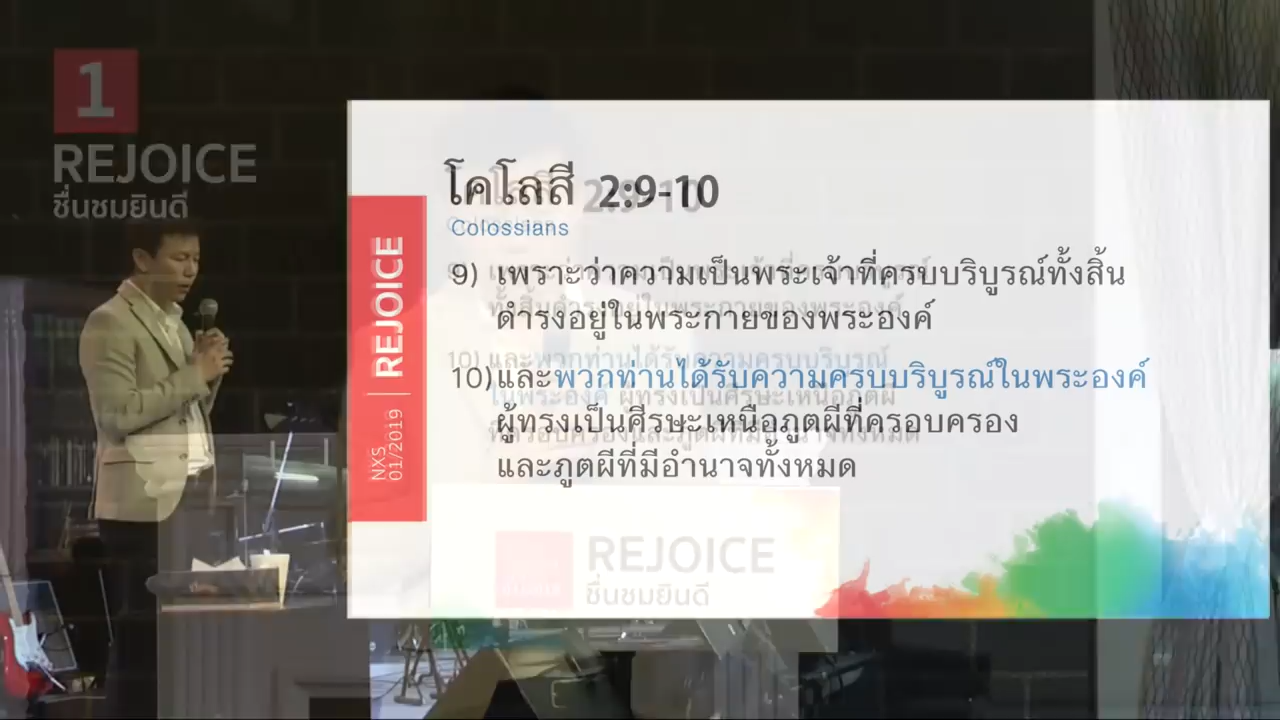 1
REJOICE
ชื่นชมยินดี
โคโลสี 2:9-10
Colossians
9) เพราะว่าความเป็นพระเจ้าที่ครบบริบูรณ์ทั้งสิ้น
ดำรงอยู่ในพระกายของพระองค์
10) และพวกท่านได้รับความครบบริบูรณ์ในพระองค์
ผู้ทรงเป็นศีรษะเหนือภูตผีที่ครอบครอง
และภูตผีที่มีอำนาจทั้งหมด
NXS
01/2019
REJOICE
REJOICE
ชื่นชมยินดี